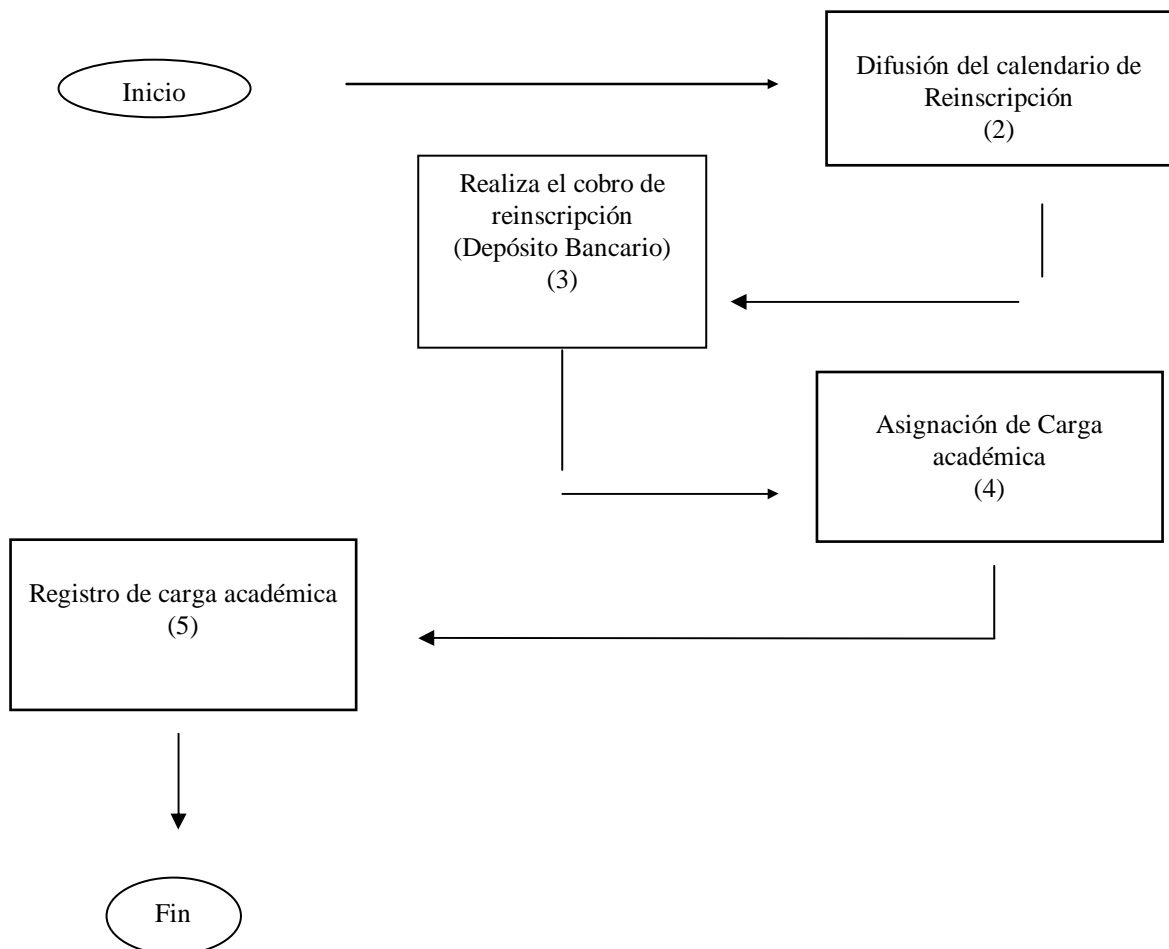 Inicio
Difusión del calendario de
Reinscripción
(2)
Realiza el cobro de
reinscripción
(Depósito Bancario)
(3)
Asignación de Carga
académica
(4)
Registro de carga académica
(5)
Fin